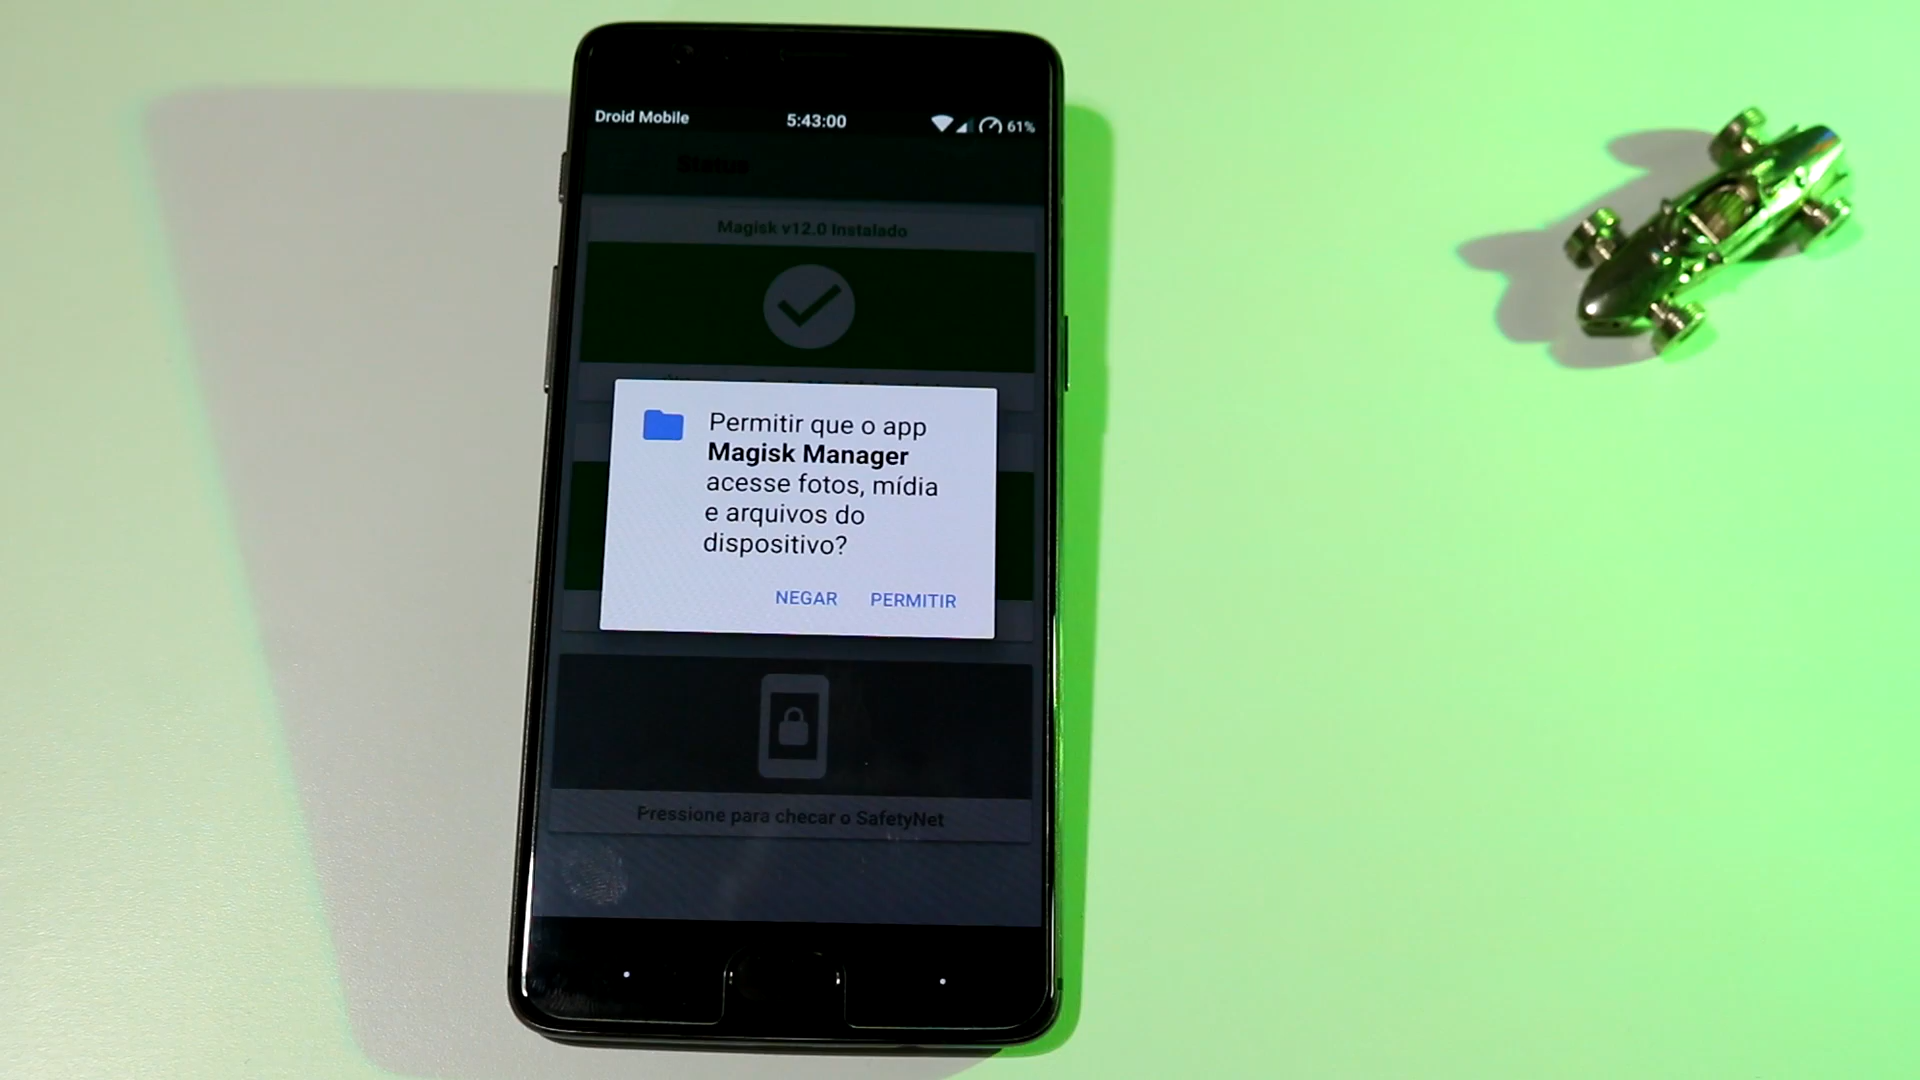 Droid Mobile 5:43:00 61%
Status
Magisk v12.0 Instalado
Permitir que o app
Magisk Manager
acesse fotos, mídia
e arquivos do
dispositivo?
NEGAR PERMITIR
Pressione para checar o SafetyNet